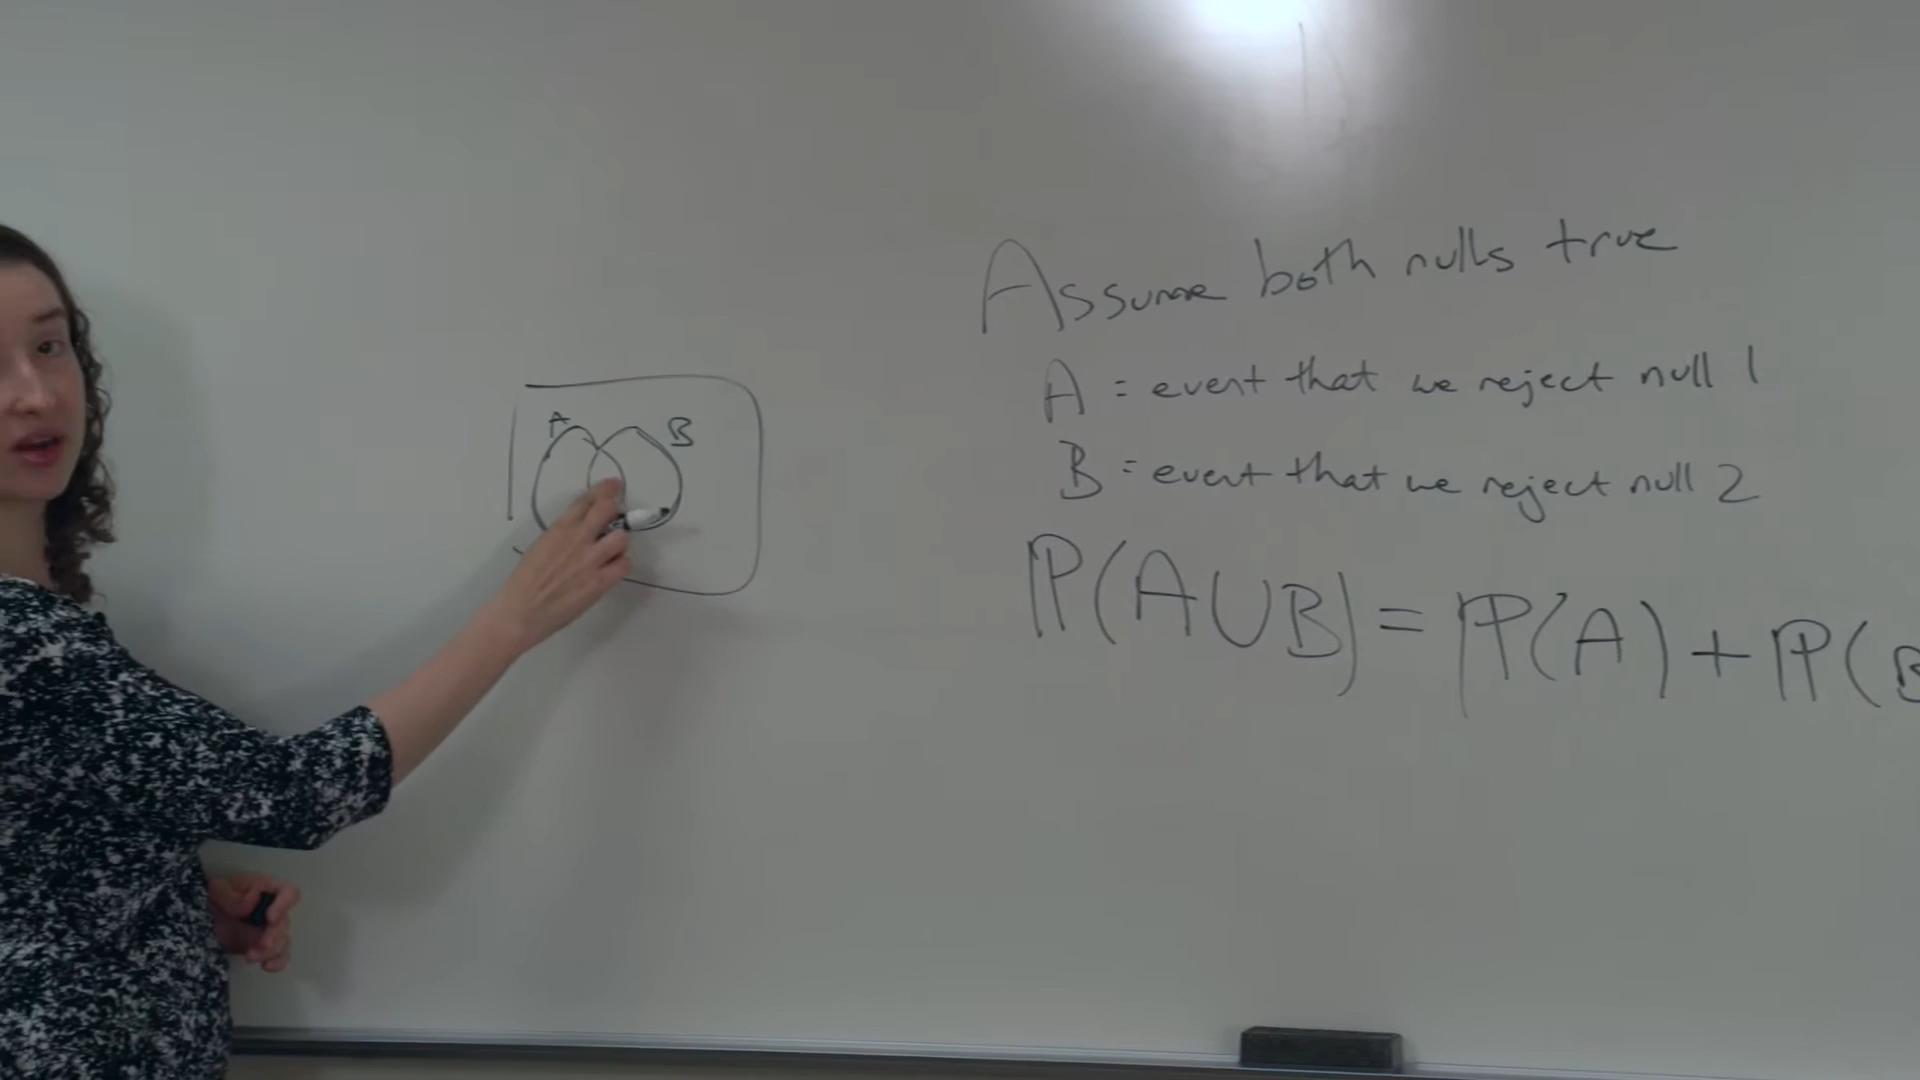 A B
Assume both nulls true
A = event that we reject null 1
B = event that we reject null 2
ℙ(A∪B) = ℙ(A) + ℙ(B